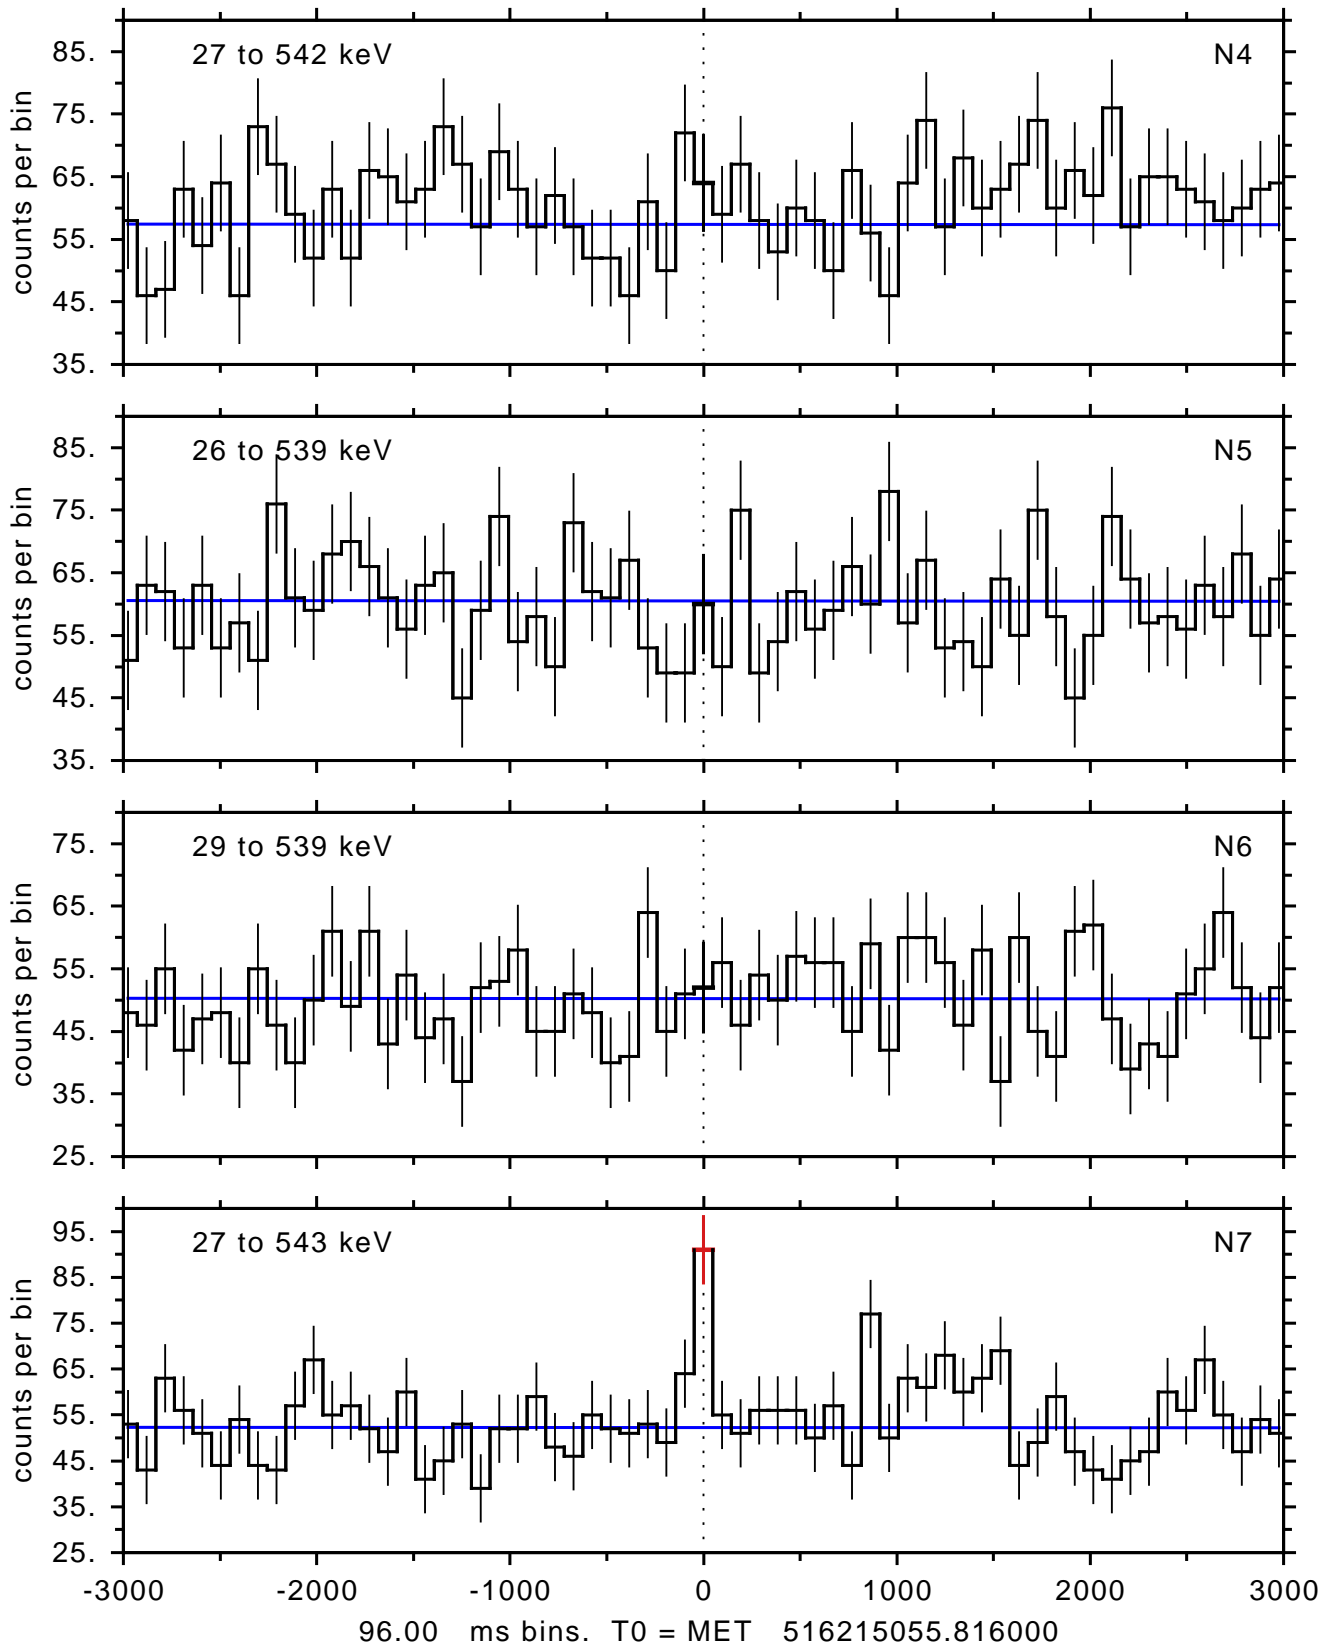 27 to 542 keV N4
85.
75.
65.
55.
45.
35.
counts per bin
26 to 539 keV N5
85.
75.
65.
55.
45.
35.
counts per bin
29 to 539 keV N6
75.
65.
55.
45.
35.
25.
counts per bin
27 to 543 keV N7
95.
85.
75.
65.
55.
45.
35.
25.
counts per bin
-3000 -2000 -1000 0 1000 2000 3000
96.00 ms bins. T0 = MET 516215055.816000